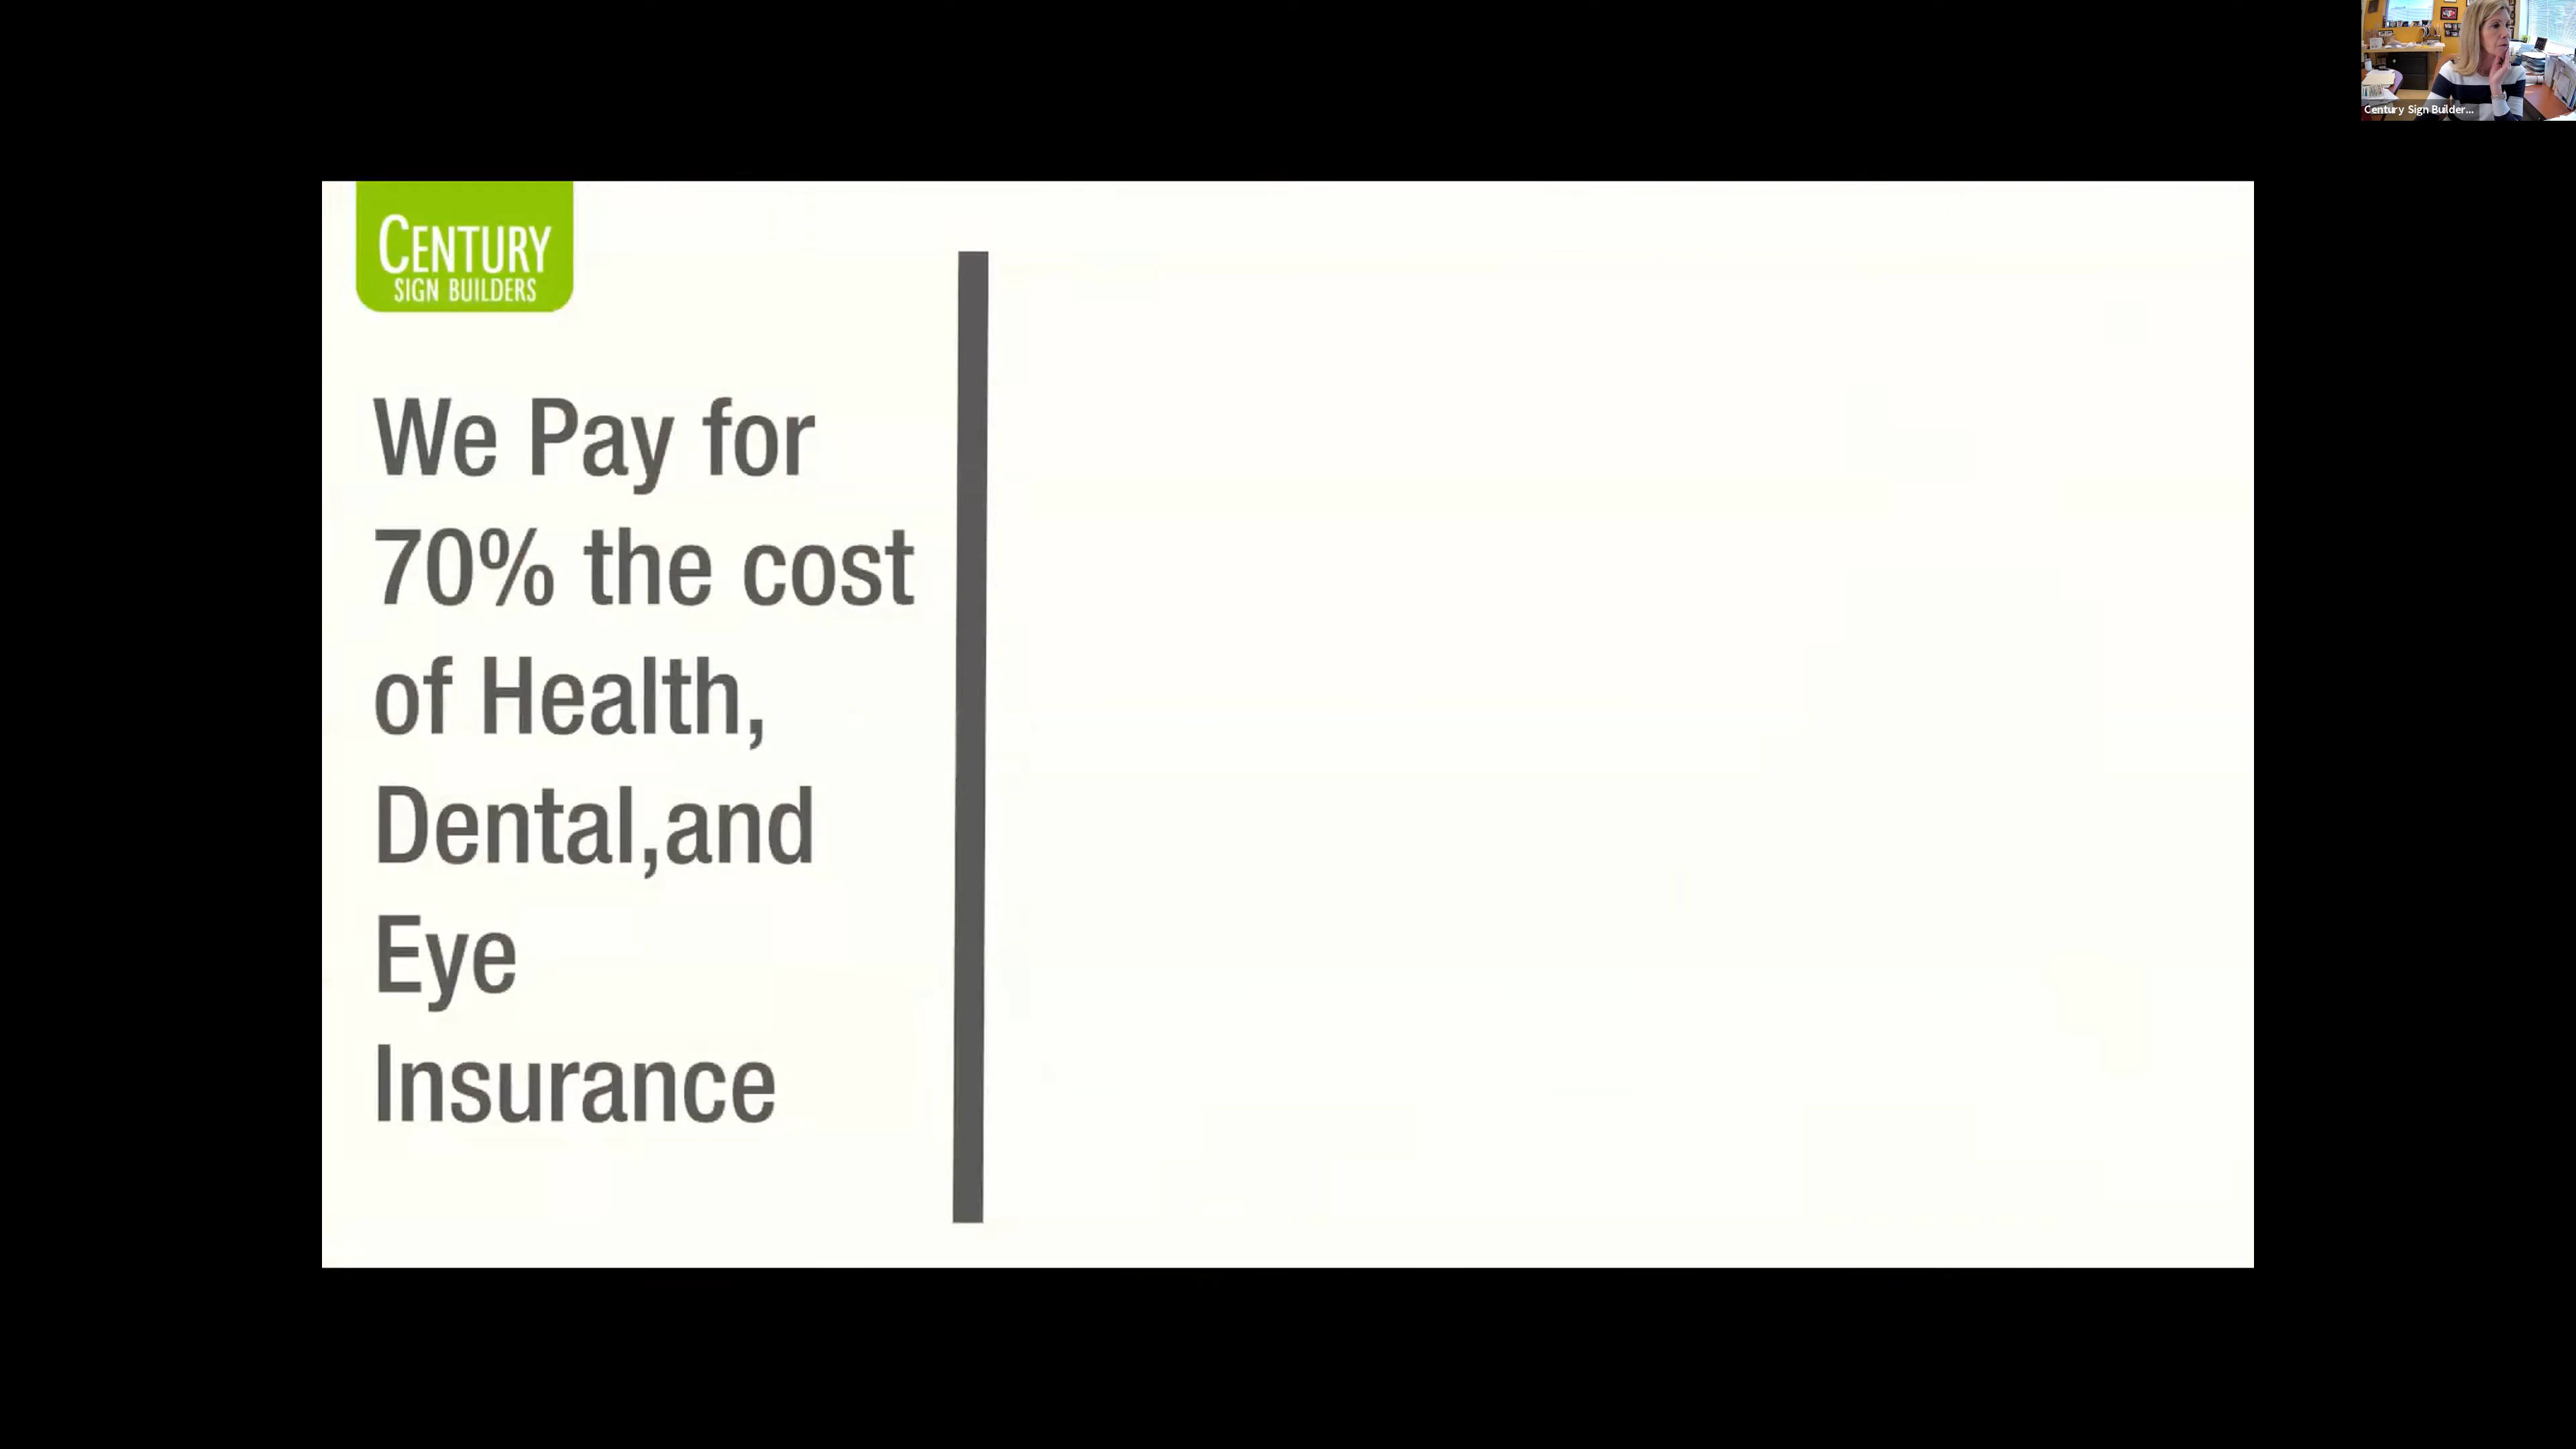 Century Sign Builder...
CENTURY
SIGN BUILDERS
We Pay for
70% the cost
of Health,
Dental,and
Eye
Insurance